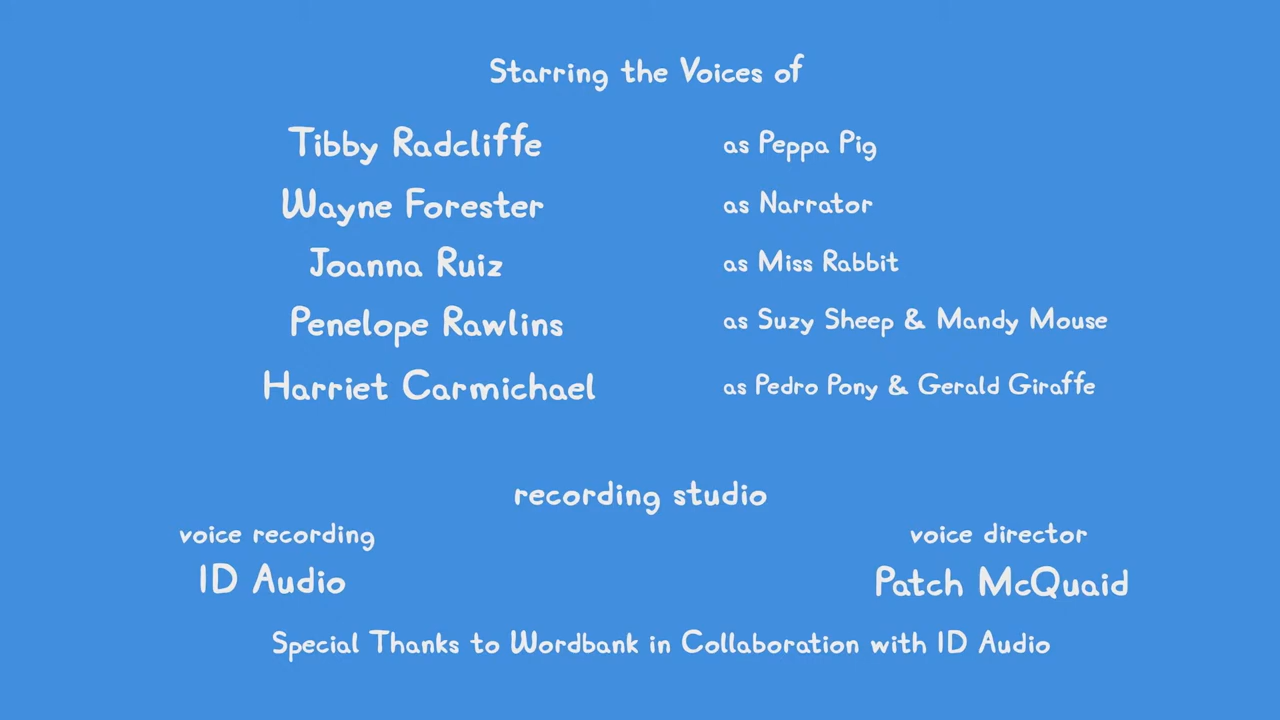 Starring the Voices of
Tibby Radcliffe as Peppa Pig
Wayne Forester as Narrator
Joanna Ruiz as Miss Rabbit
Penelope Rawlins as Suzy Sheep & Mandy Mouse
Harriet Carmichael as Pedro Pony & Gerald Giraffe
recording studio
voice recording voice director
ID Audio Patch McQuaid
Special Thanks to Wordbank in Collaboration with ID Audio